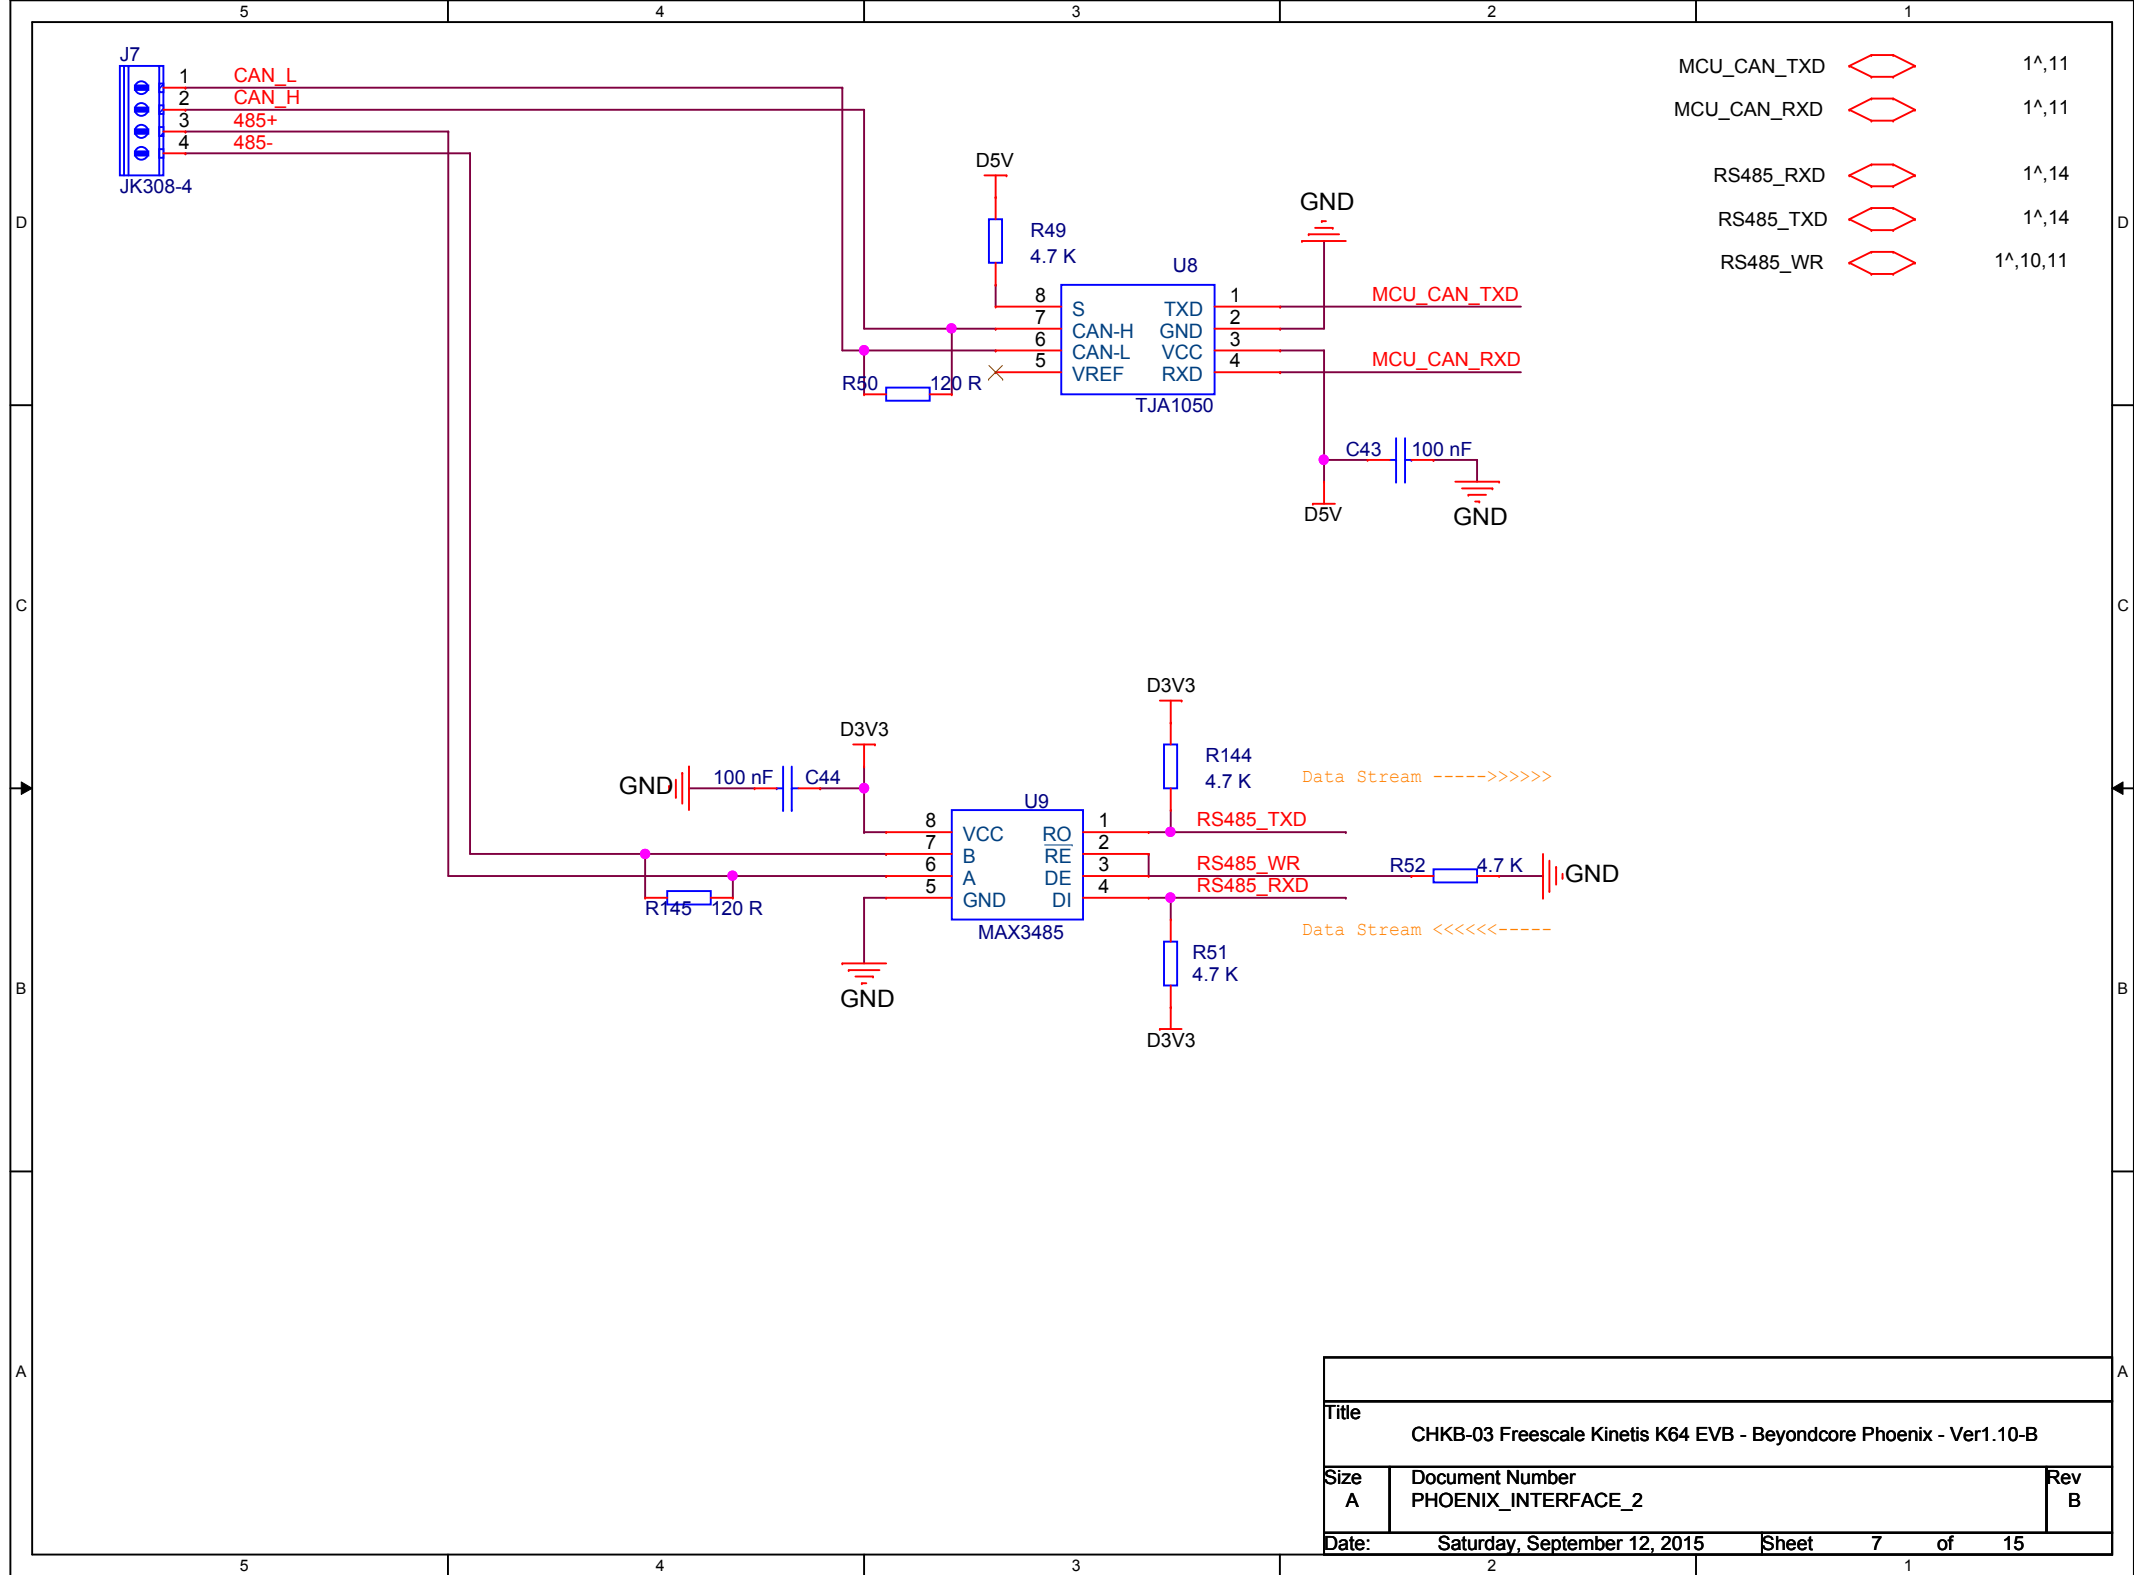 5 4 3 2 1
J7
1 CAN_L
2 CAN_H
3 485+
4 485-
JK308-4
MCU_CAN_TXD 1^,11
MCU_CAN_RXD 1^,11
RS485_RXD 1^,14
RS485_TXD 1^,14
RS485_WR 1^,10,11
D D
D5V
R49
4.7 K
GND
U8
8 S TXD 1 MCU_CAN_TXD
7 CAN-H GND 2
6 CAN-L VCC 3
5 VREF RXD 4 MCU_CAN_RXD
R50 120 R
TJA1050
C43 100 nF
D5V
GND
C C
D3V3
R144
4.7 K
D3V3
GND 100 nF C44
Data Stream ----->>>>>>
U9
8 VCC RO 1 RS485_TXD
7 B RE 2
6 A DE 3 RS485_WR R52 4.7 K GND
5 GND DI 4 RS485_RXD
R145 120 R
MAX3485
Data Stream <<<<<<-----
R51
4.7 K
GND
D3V3
B B
A A
Title
CHKB-03 Freescale Kinetis K64 EVB - Beyondcore Phoenix - Ver1.10-B
Size Document Number Rev
A PHOENIX_INTERFACE_2 B
Date: Saturday, September 12, 2015 Sheet 7 of 15
5 4 3 2 1